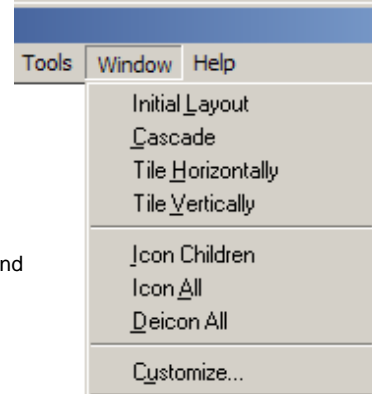 Tools Window Help
Initial Layout
Cascade
Tile Horizontally
Tile Vertically
nd
Icon Children
Icon All
Deicon All
Customize...